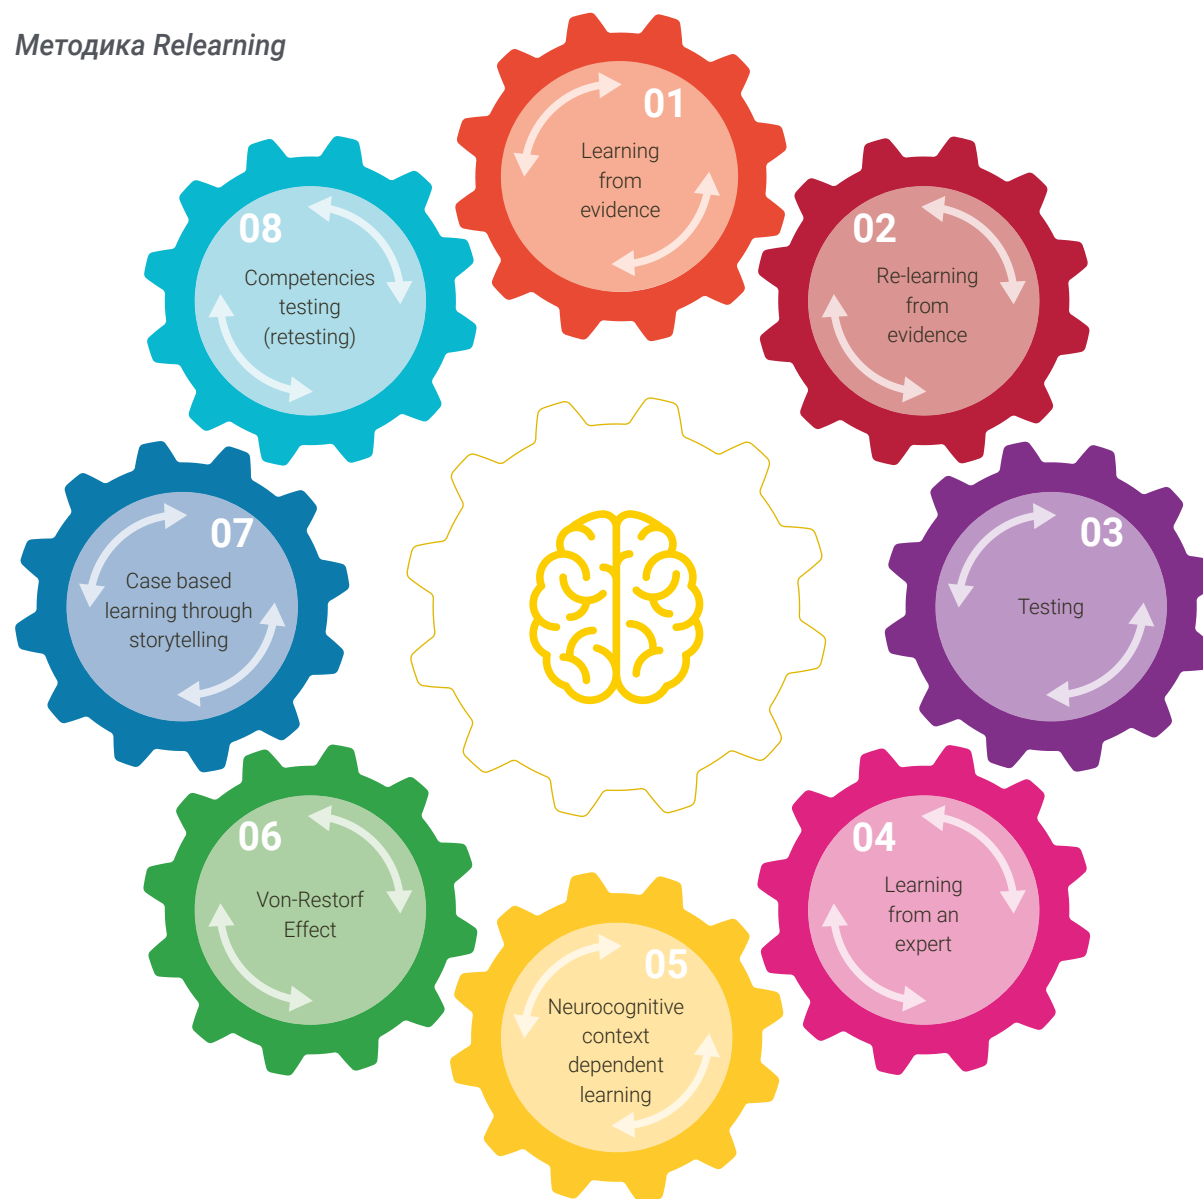 Методика Relearning
01
Learning
from
evidence
02
Re-learning
from
evidence
03
Testing
04
Learning
from an
expert
05
Neurocognitive
context
dependent
learning
06
Von-Restorf
Effect
07
Case based
learning through
storytelling
08
Competencies
testing
(retesting)